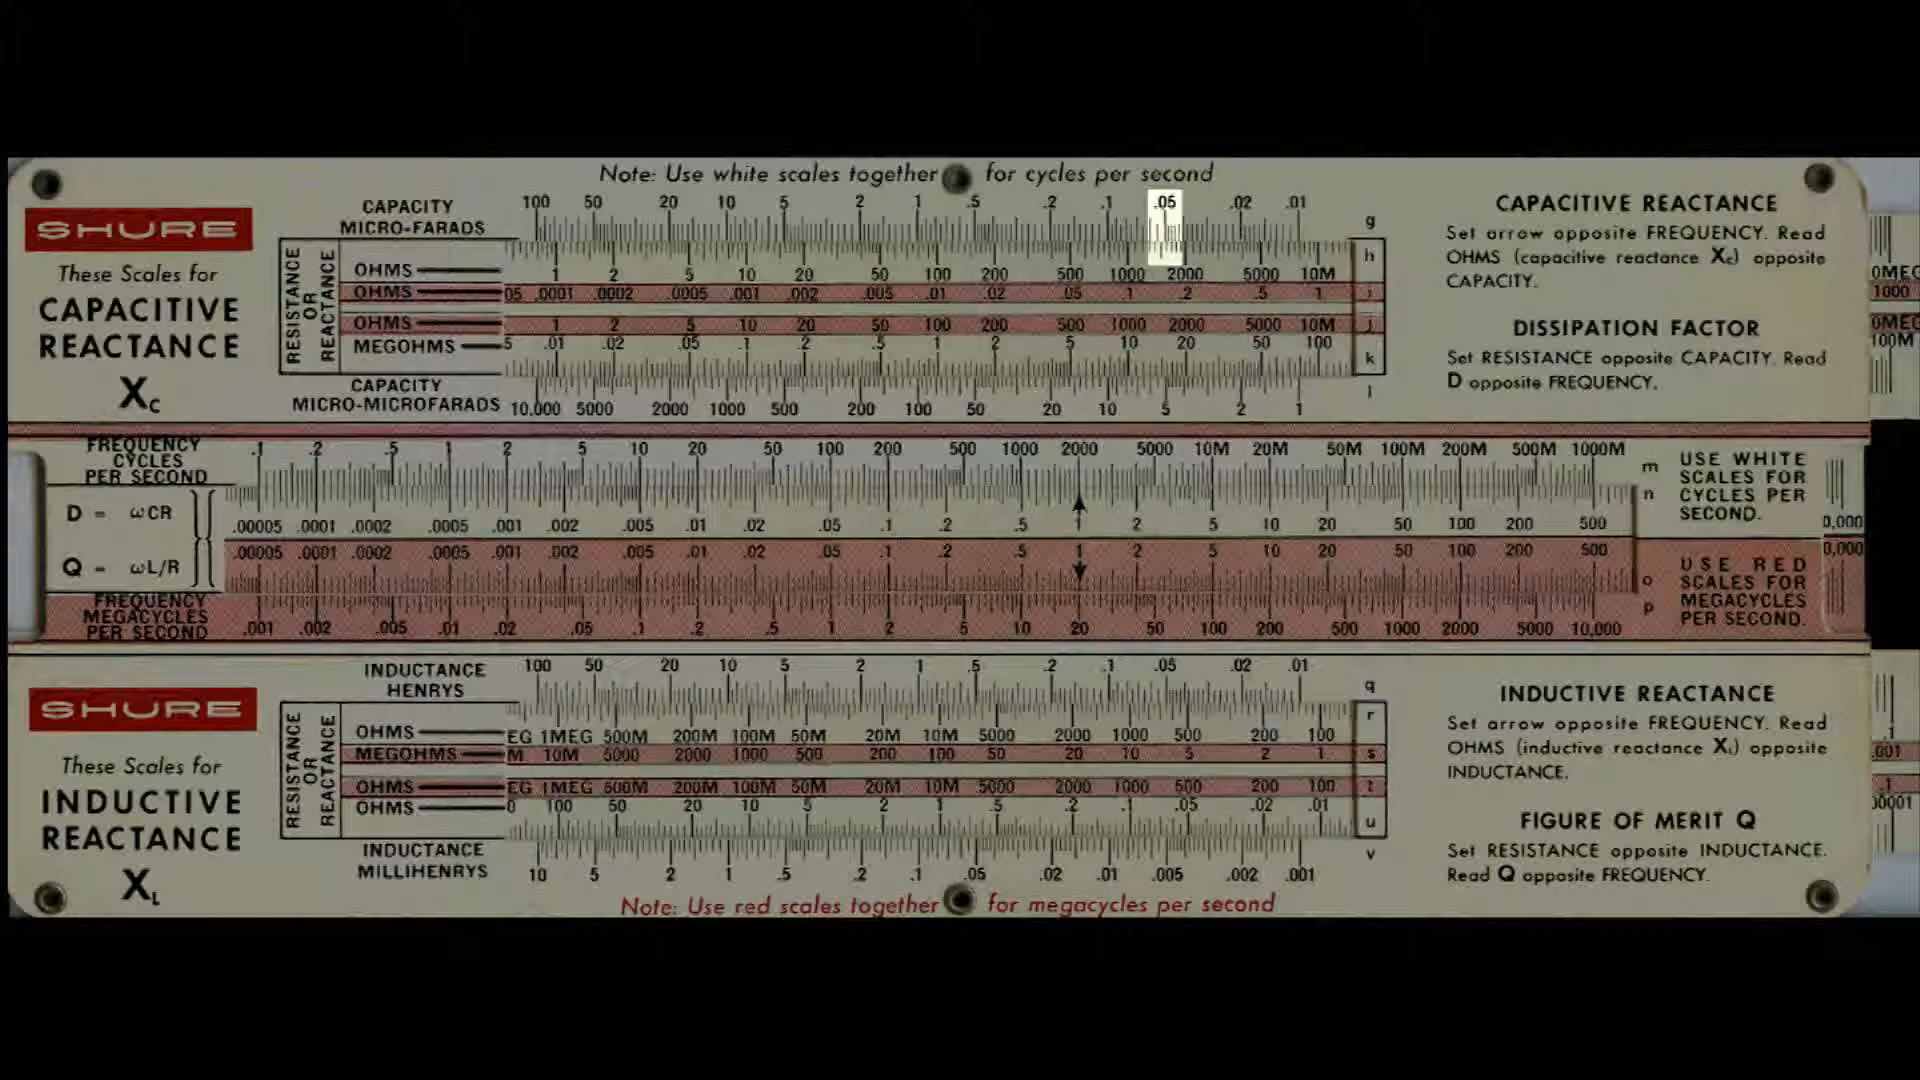 Note: Use white scales together for cycles per second
SHURE
These Scales for
CAPACITIVE
REACTANCE
XC
CAPACITY
MICRO-FARADS
100 50 20 10 5 2 1 .5 .2 .1 .05 .02 .01 g
RESISTANCE
OR
REACTANCE
OHMS 1 2 5 10 20 50 100 200 500 1000 2000 5000 10M h
OHMS 05 .0001 .0002 .0005 .001 .002 .005 .01 .02 .05 .1 .2 .5 1 i
OHMS 1 2 5 10 20 50 100 200 500 1000 2000 5000 10M j
MEGOHMS 5 .01 .02 .05 .1 .2 .5 1 2 5 10 20 50 100 k
CAPACITY
MICRO-MICROFARADS 10,000 5000 2000 1000 500 200 100 50 20 10 5 2 1 l
CAPACITIVE REACTANCE
Set arrow opposite FREQUENCY. Read
OHMS (capacitive reactance Xc) opposite
CAPACITY.
DISSIPATION FACTOR
Set RESISTANCE opposite CAPACITY. Read
D opposite FREQUENCY.
0MEG
1000
0MEG
100M
FREQUENCY
CYCLES
PER SECOND
.1 .2 .5 1 2 5 10 20 50 100 200 500 1000 2000 5000 10M 20M 50M 100M 200M 500M 1000M m
n
D = ωCR
.00005 .0001 .0002 .0005 .001 .002 .005 .01 .02 .05 .1 .2 .5 1 2 5 10 20 50 100 200 500
USE WHITE
SCALES FOR
CYCLES PER
SECOND.
0,000
Q = ωL/R
.00005 .0001 .0002 .0005 .001 .002 .005 .01 .02 .05 .1 .2 .5 1 2 5 10 20 50 100 200 500
0,000
o
FREQUENCY
MEGACYCLES
PER SECOND
.001 .002 .005 .01 .02 .05 .1 .2 .5 1 2 5 10 20 50 100 200 500 1000 2000 5000 10,000 p
USE RED
SCALES FOR
MEGACYCLES
PER SECOND.
SHURE
These Scales for
INDUCTIVE
REACTANCE
XL
INDUCTANCE
HENRYS
100 50 20 10 5 2 1 .5 .2 .1 .05 .02 .01 q
RESISTANCE
OR
REACTANCE
OHMS EG 1MEG 500M 200M 100M 50M 20M 10M 5000 2000 1000 500 200 100 r
MEGOHMS M 10M 5000 2000 1000 500 200 100 50 20 10 5 2 1 s
OHMS EG 1MEG 500M 200M 100M 50M 20M 10M 5000 2000 1000 500 200 100 t
OHMS 0 100 50 20 10 5 2 1 .5 .2 .1 .05 .02 .01 u
INDUCTANCE
MILLIHENRYS
10 5 2 1 .5 .2 .1 .05 .02 .01 .005 .002 .001 v
INDUCTIVE REACTANCE
Set arrow opposite FREQUENCY. Read
OHMS (inductive reactance XL) opposite
INDUCTANCE.
FIGURE OF MERIT Q
Set RESISTANCE opposite INDUCTANCE.
Read Q opposite FREQUENCY.
.1
.001
.1
00001
Note: Use red scales together for megacycles per second